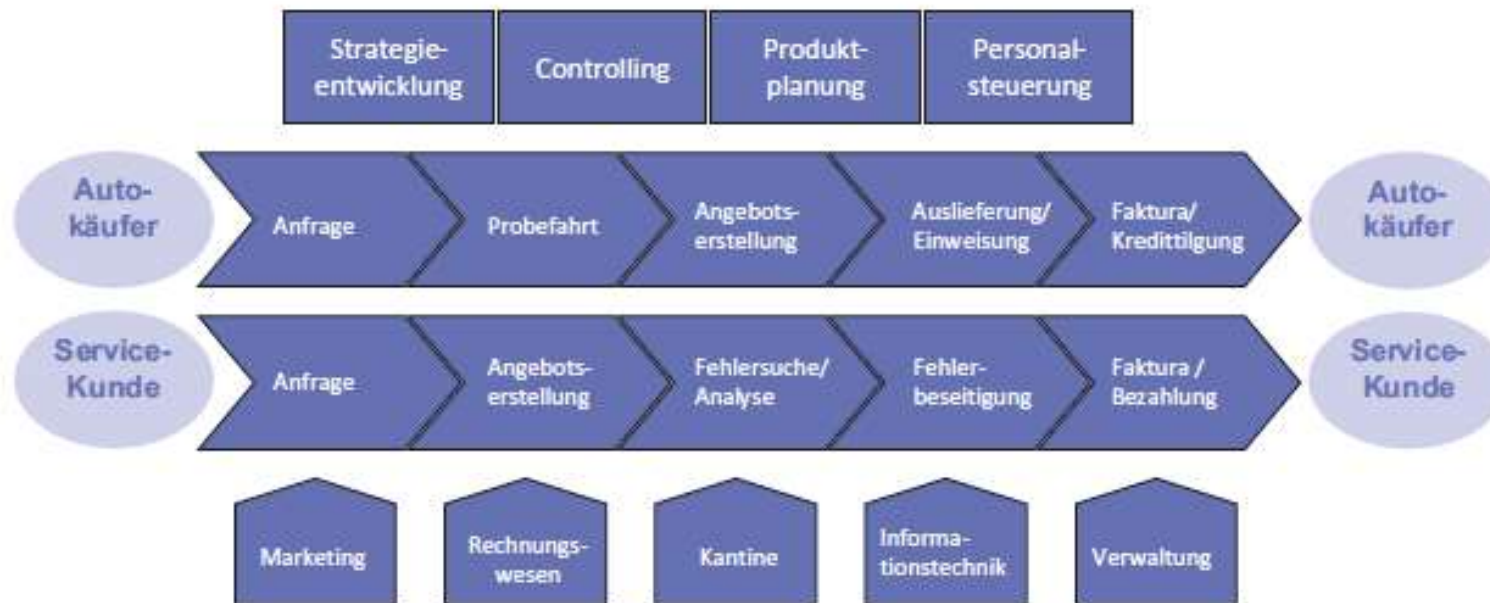 Strategie-
entwicklung
Controlling
Produkt-
planung
Personal-
steuerung
Auto-
käufer
Anfrage
Probefahrt
Angebots-
erstellung
Auslieferung/
Einweisung
Faktura/
Kredittilgung
Auto-
käufer
Service-
Kunde
Anfrage
Angebots-
erstellung
Fehlersuche/
Analyse
Fehler-
beseitigung
Faktura /
Bezahlung
Service-
Kunde
Marketing
Rechnungs-
wesen
Kantine
Informa-
tionstechnik
Verwaltung